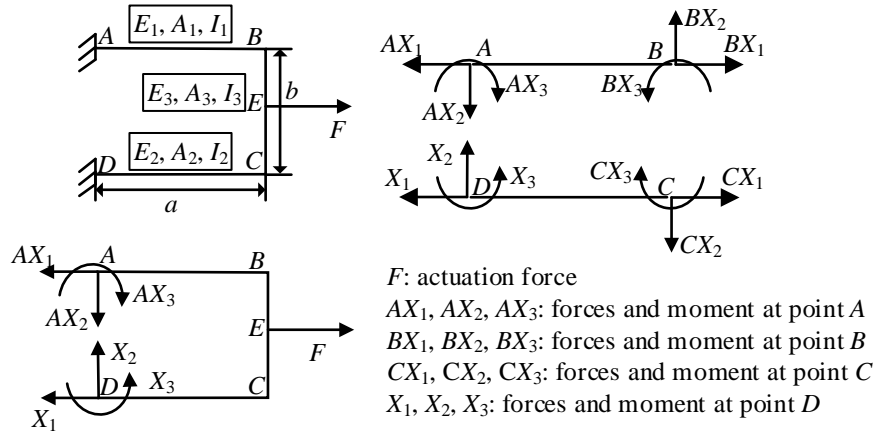 A
E₁, A₁, I₁
B
E₃, A₃, I₃
E
b
F
E₂, A₂, I₂
D
C
a
AX₁
A
AX₃
AX₂
B
BX₂
BX₁
BX₃
X₂
X₁
D
X₃
CX₃
C
CX₁
CX₂
AX₁
A
B
AX₃
AX₂
E
F
X₂
X₃
D
C
X₁
F: actuation force
AX₁, AX₂, AX₃: forces and moment at point A
BX₁, BX₂, BX₃: forces and moment at point B
CX₁, CX₂, CX₃: forces and moment at point C
X₁, X₂, X₃: forces and moment at point D